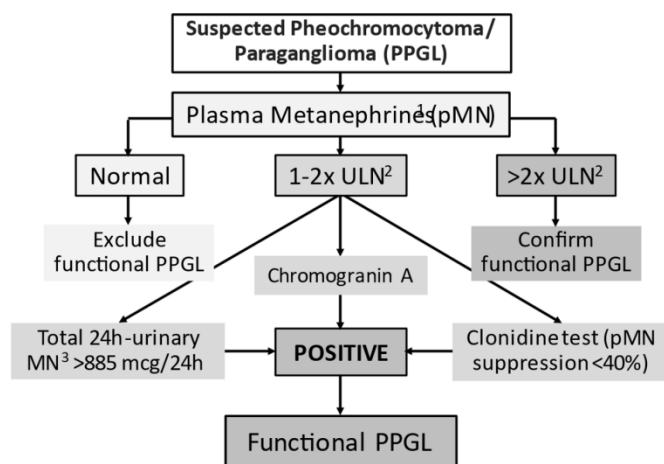 Suspected Pheochromocytoma/
Paraganglioma (PPGL)
Plasma Metanephrines¹(pMN)
Normal
1-2x ULN²
>2x ULN²
Exclude
functional PPGL
Chromogranin A
Confirm
functional PPGL
Total 24h-urinary
MN³ >885 mcg/24h
POSITIVE
Clonidine test (pMN
suppression <40%)
Functional PPGL